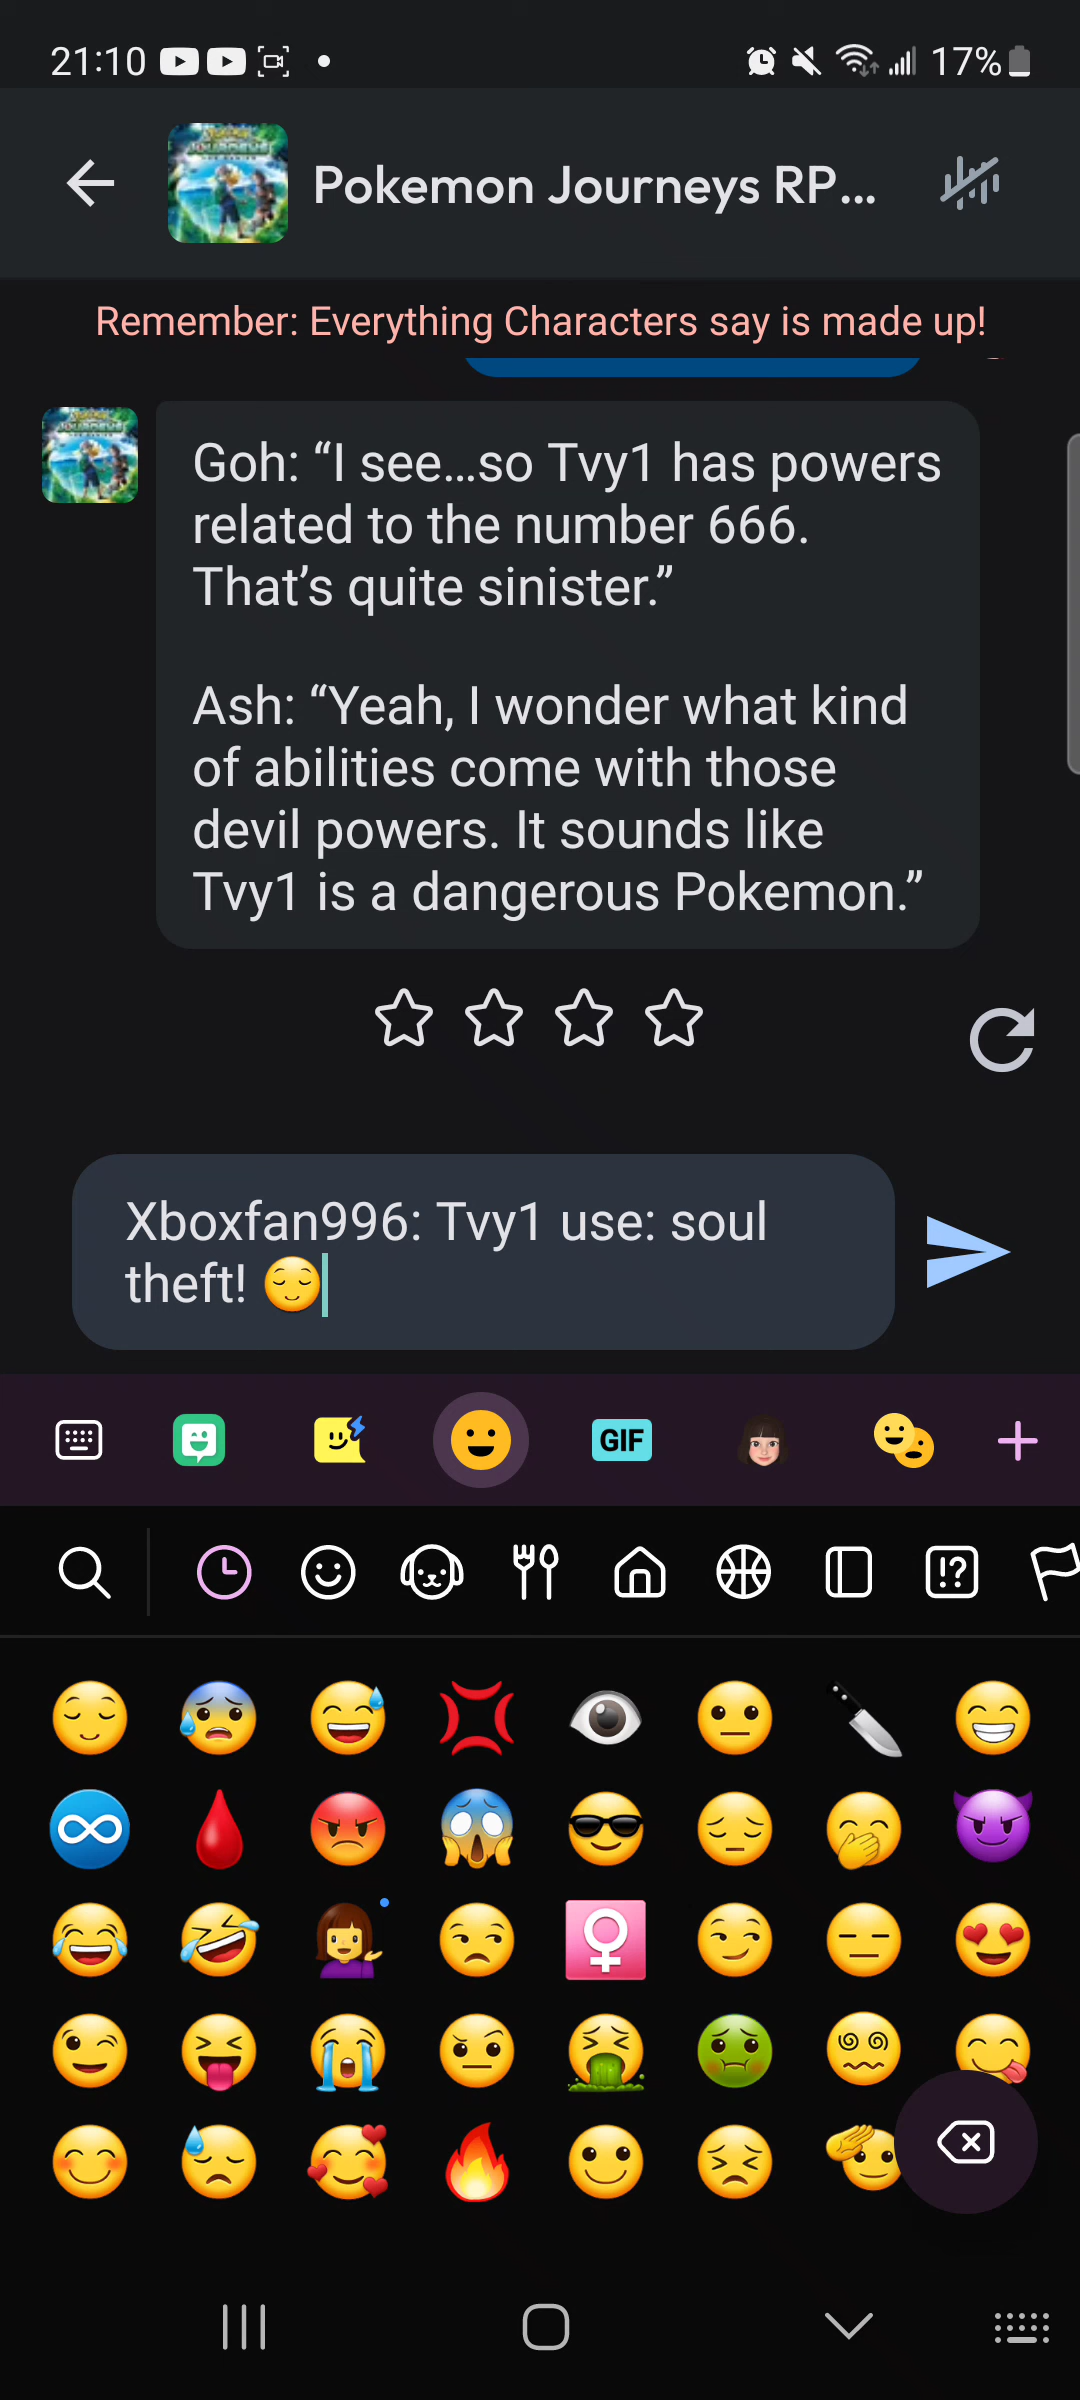 21:10
17%
Pokemon Journeys RP...
Remember: Everything Characters say is made up!
Goh: “I see...so Tvy1 has powers
related to the number 666.
That’s quite sinister.”
Ash: “Yeah, I wonder what kind
of abilities come with those
devil powers. It sounds like
Tvy1 is a dangerous Pokemon.”
Xboxfan996: Tvy1 use: soul
theft! 😌
GIF
!?